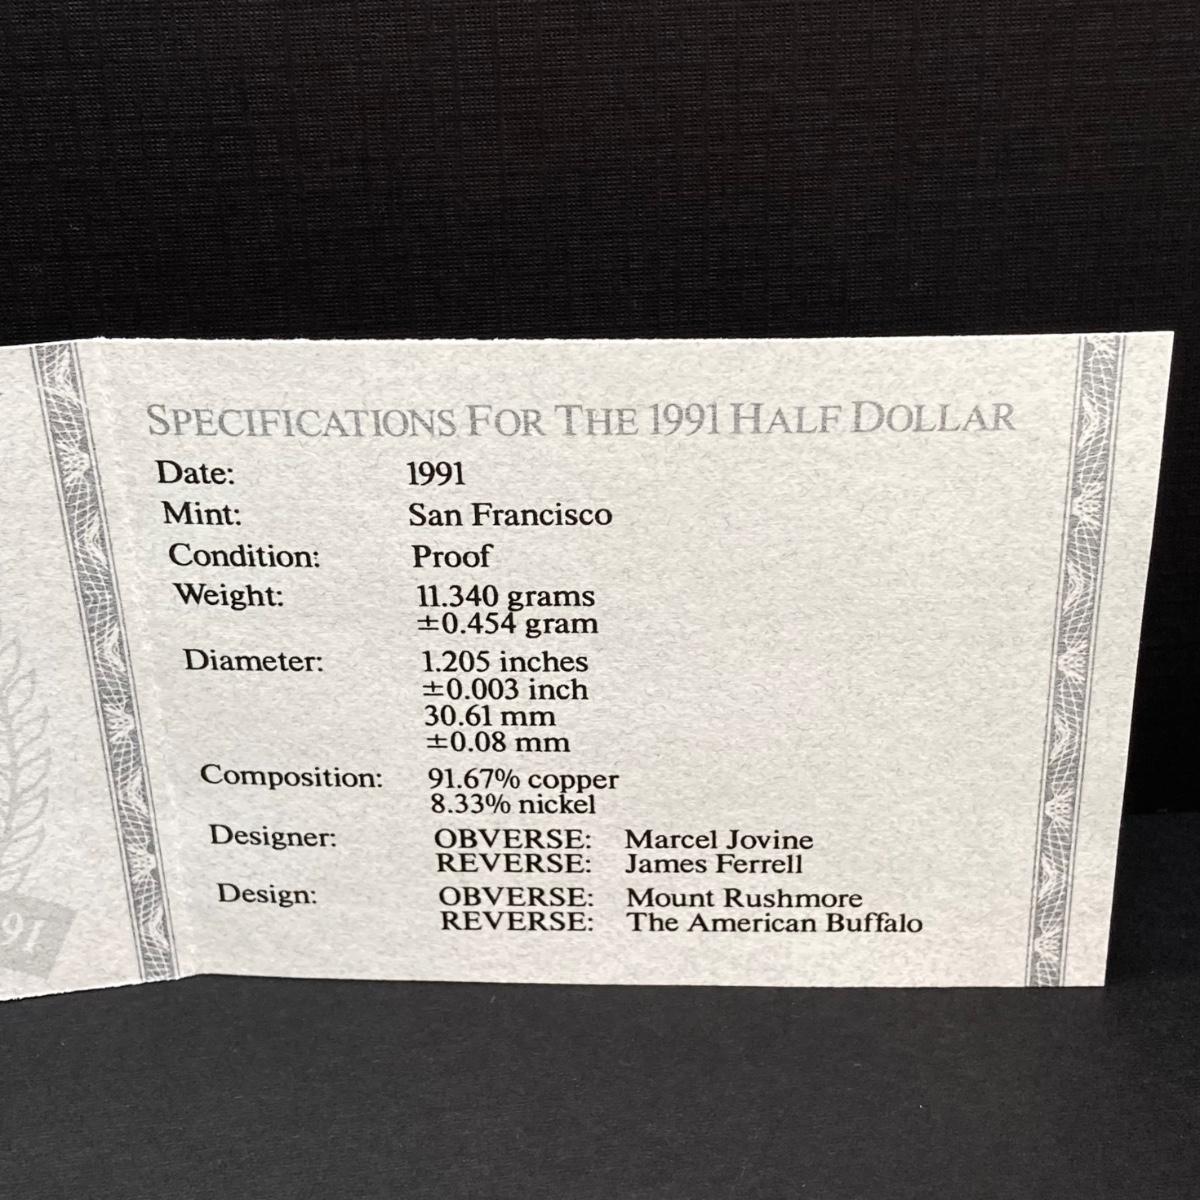 SPECIFICATIONS FOR THE 1991 HALF DOLLAR
Date: 1991
Mint: San Francisco
Condition: Proof
Weight: 11.340 grams
±0.454 gram
Diameter: 1.205 inches
±0.003 inch
30.61 mm
±0.08 mm
Composition: 91.67% copper
8.33% nickel
Designer: OBVERSE: Marcel Jovine
REVERSE: James Ferrell
Design: OBVERSE: Mount Rushmore
REVERSE: The American Buffalo
91